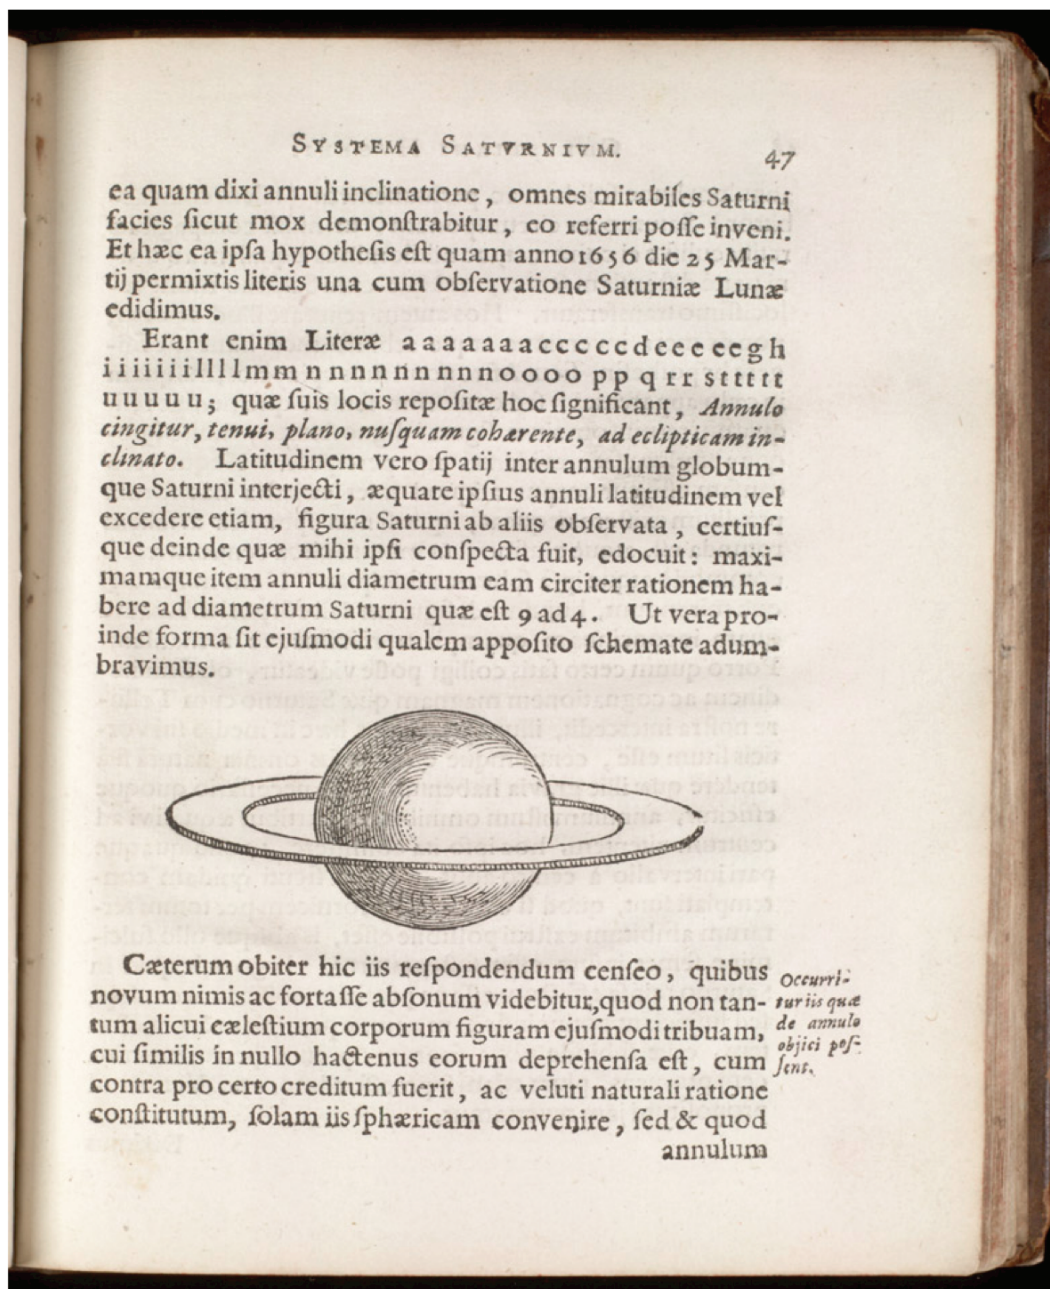 SYSTEMA SATVRNIVM. 47
ea quam dixi annuli inclinatione, omnes mirabiles Saturni
facies ſicut mox demonſtrabitur, eo referri poſſe inveni.
Et hæc ea ipſa hypotheſis eſt quam anno 1656 die 25 Mar-
tij permixtis literis una cum obſervatione Saturniæ Lunæ
edidimus.
Erant enim Literæ a a a a a a a c c c c c d e e e e e g h
i i i i i i i l l l l m m n n n n n n n n n o o o o p p q r r s t t t t t
u u u u u; quæ ſuis locis repoſitæ hoc ſignificant, Annulo
cingitur, tenui, plano, nuſquam cohærente, ad eclipticam in-
clinato. Latitudinem vero ſpatij inter annulum globum-
que Saturni interjecti, æquare ipſius annuli latitudinem vel
excedere etiam, figura Saturni ab aliis obſervata, certiuſ-
que deinde quæ mihi ipſi conſpecta fuit, edocuit: maxi-
mamque item annuli diametrum eam circiter rationem ha-
bere ad diametrum Saturni quæ eſt 9 ad 4. Ut vera pro-
inde forma ſit ejuſmodi qualem appoſito ſchemate adum-
bravimus.
Cæterum obiter hic iis reſpondendum cenſeo, quibus
novum nimis ac fortaſſe abſonum videbitur, quod non tan-
tum alicui cæleſtium corporum figuram ejuſmodi tribuam,
cui ſimilis in nullo hactenus eorum deprehenſa eſt, cum
contra pro certo creditum fuerit, ac veluti naturali ratione
conſtitutum, ſolam iis ſphæricam convenire, ſed & quod
annulum
Occurri-
tur iis quæ
de annulo
objici poſ-
ſent.